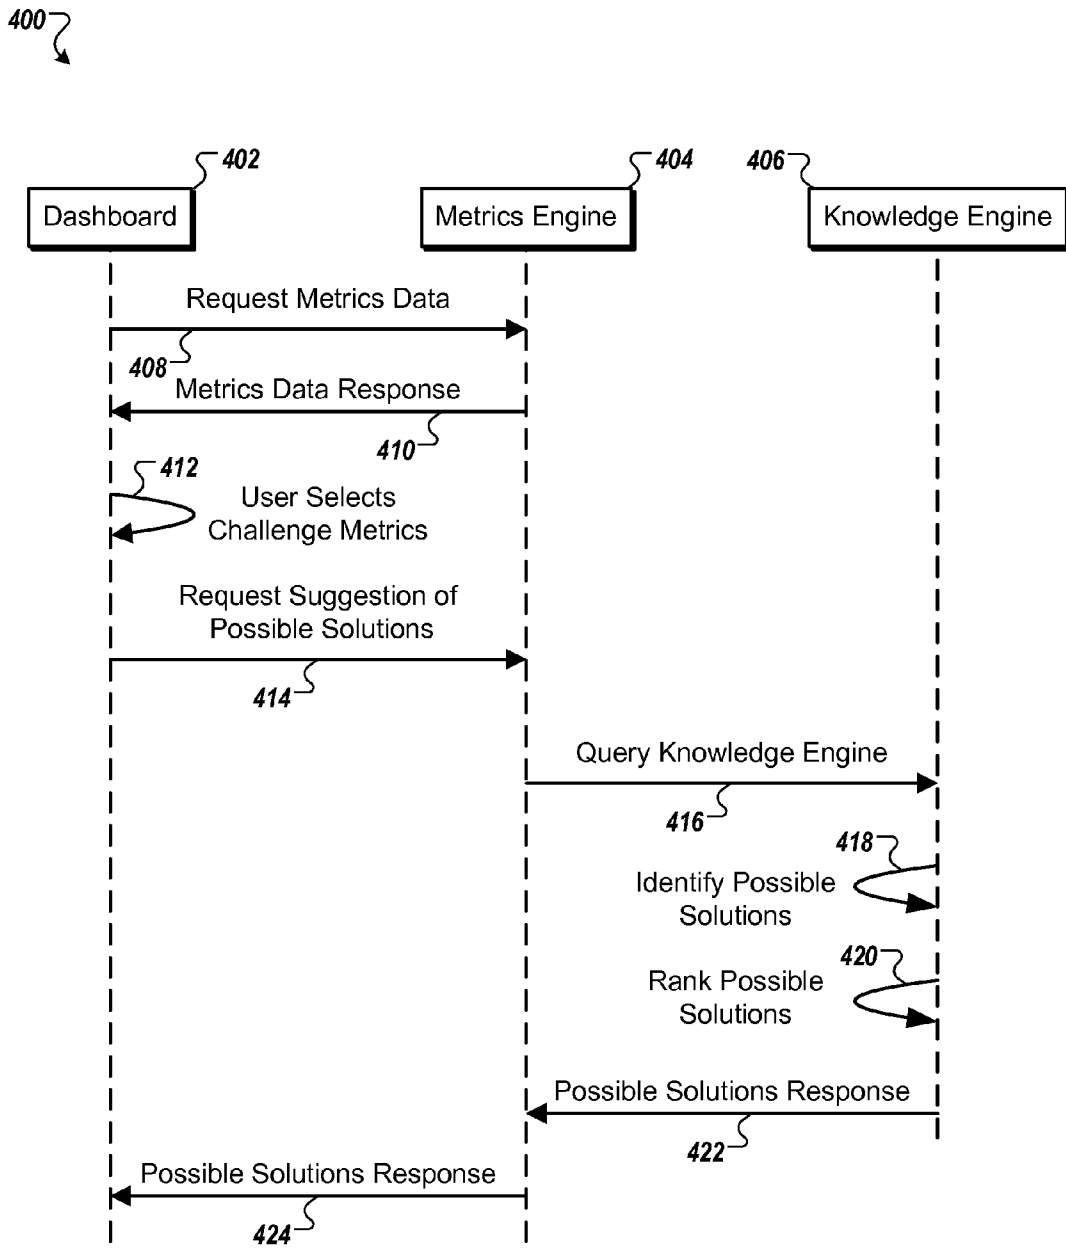 400
402
404
406
Dashboard
Metrics Engine
Knowledge Engine
Request Metrics Data
408
Metrics Data Response
410
412
User Selects
Challenge Metrics
Request Suggestion of
Possible Solutions
414
Query Knowledge Engine
416
418
Identify Possible
Solutions
420
Rank Possible
Solutions
Possible Solutions Response
422
Possible Solutions Response
424